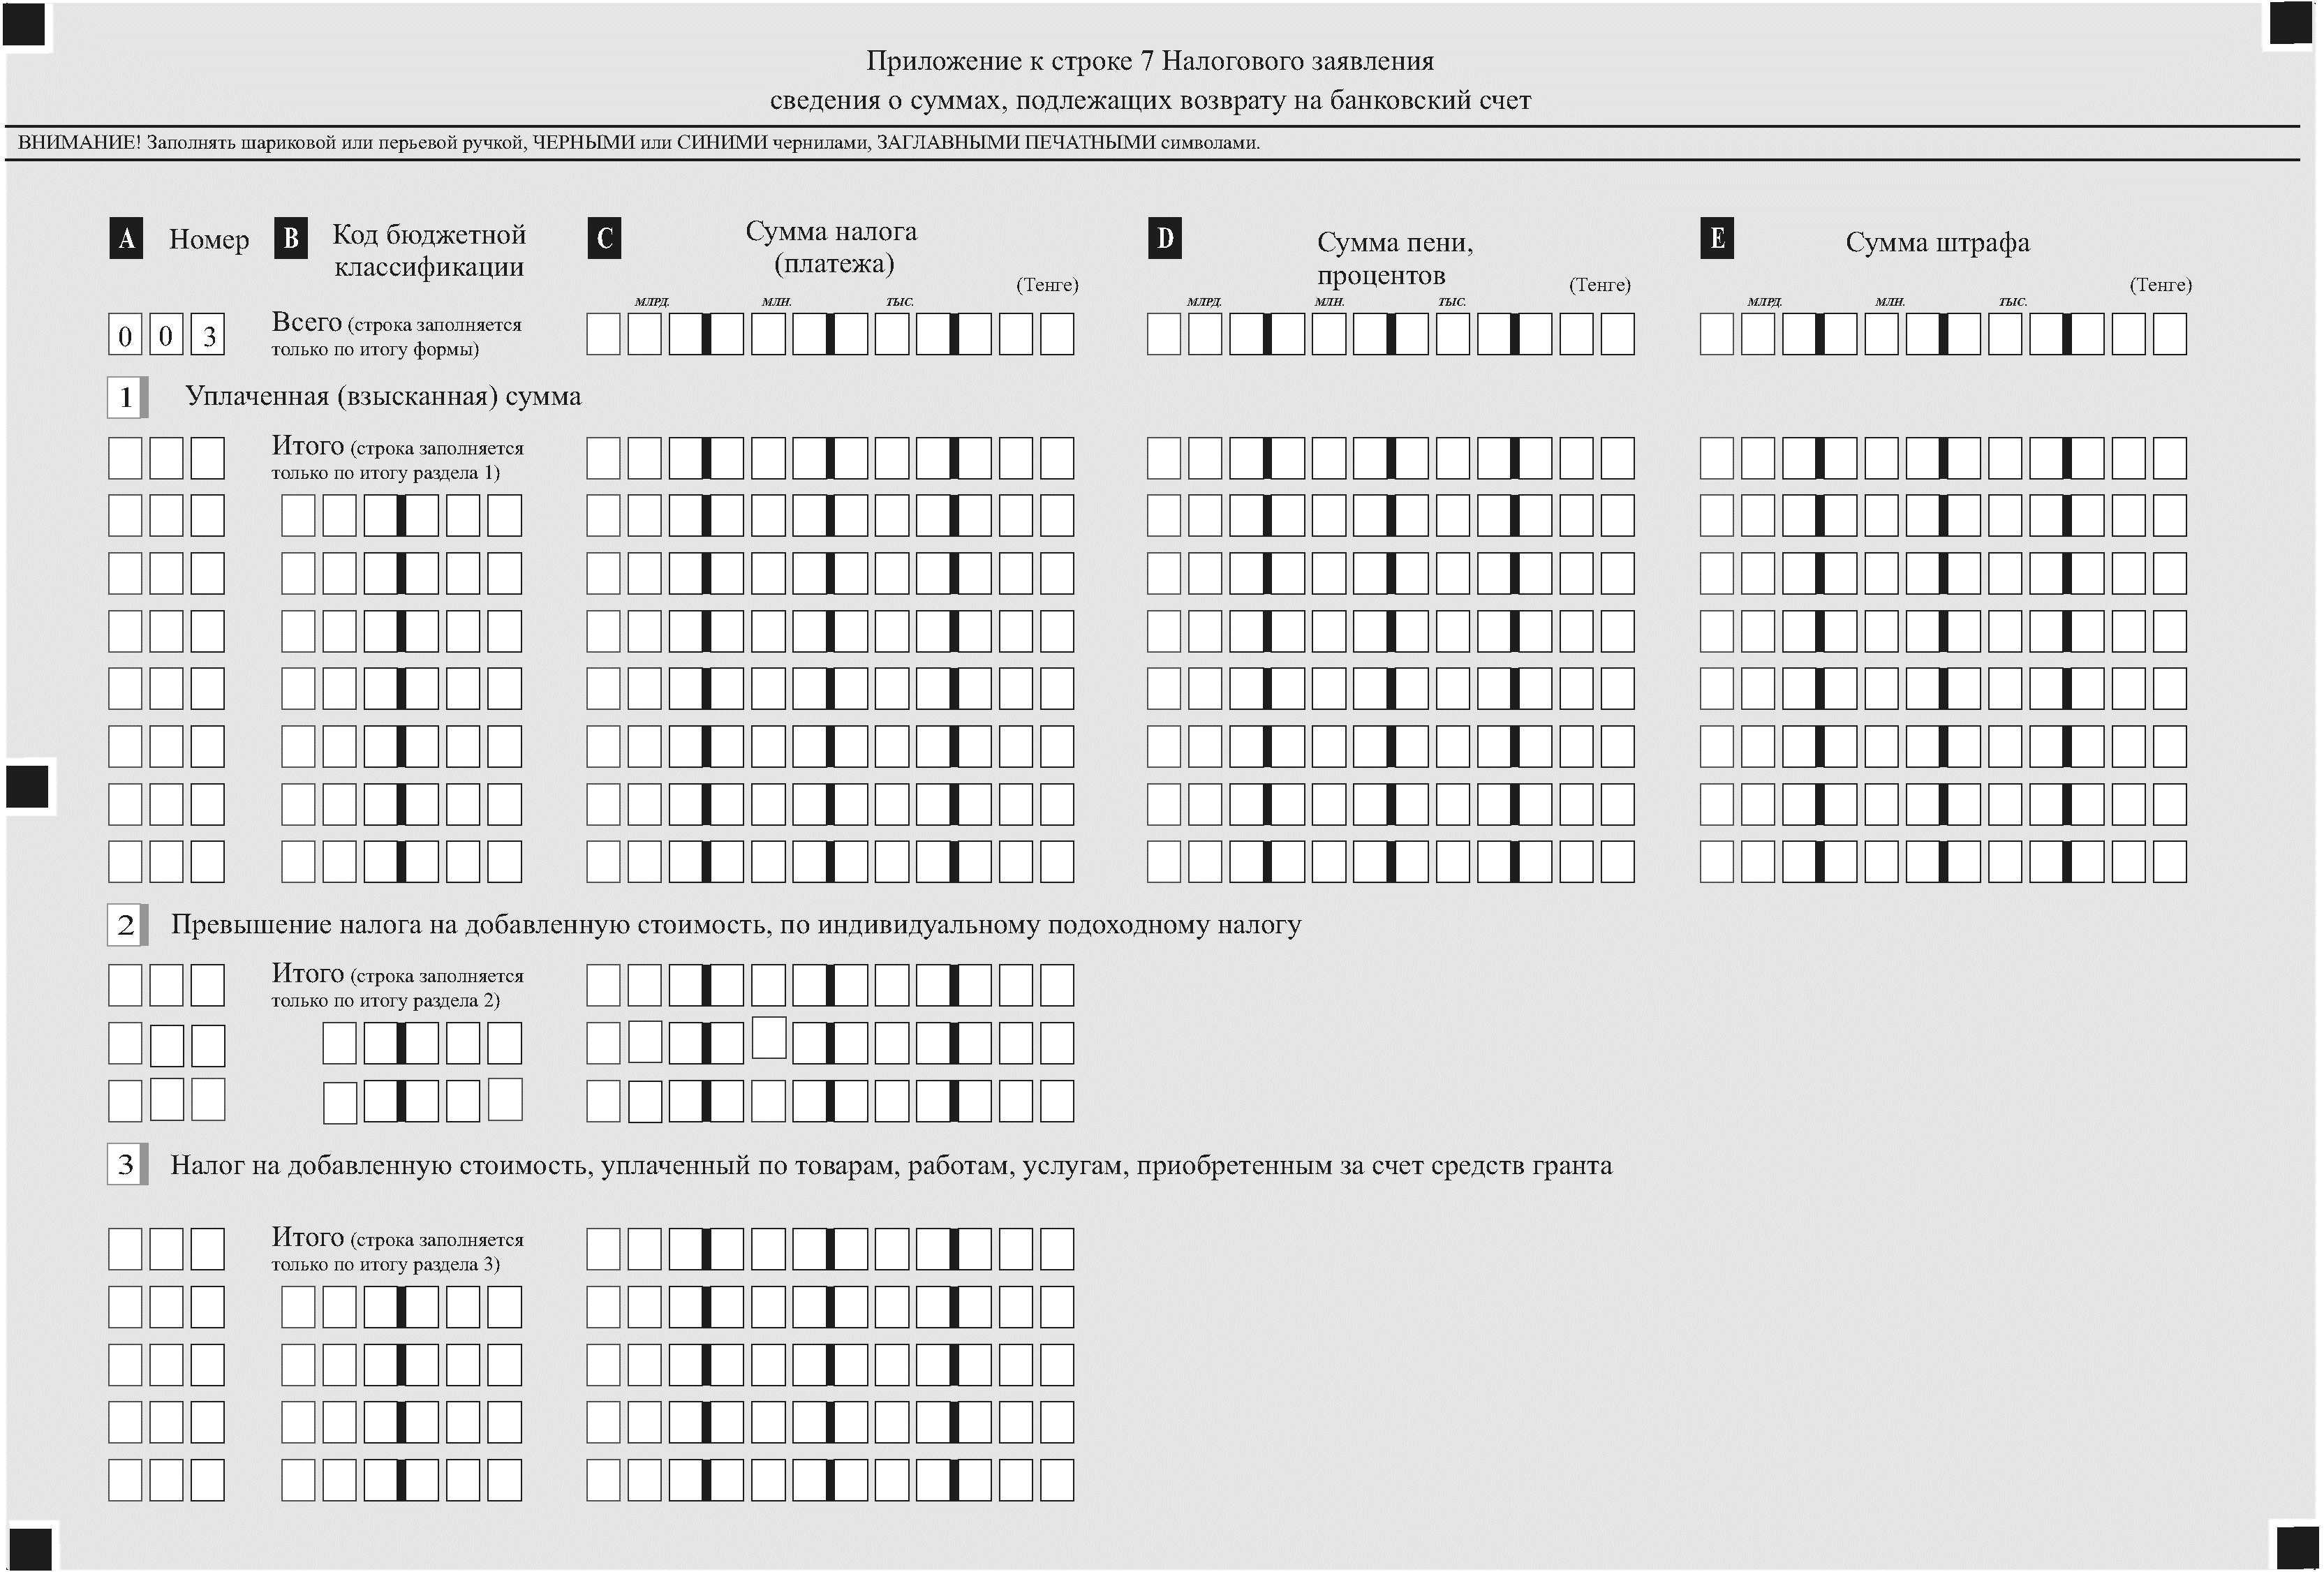 Приложение к строке 7 Налогового заявления
сведения о суммах, подлежащих возврату на банковский счет
ВНИМАНИЕ! Заполнять шариковой или перьевой ручкой, ЧЕРНЫМИ или СИНИМИ чернилами, ЗАГЛАВНЫМИ ПЕЧАТНЫМИ символами.
A Номер B Код бюджетной классификации C Сумма налога (платежа) (Тенге) D Сумма пени, процентов (Тенге) E Сумма штрафа (Тенге)
млрд. млн. тыс. млрд. млн. тыс. млрд. млн. тыс.
0 0 3 Всего (строка заполняется
только по итогу формы)
1 Уплаченная (взысканная) сумма
Итого (строка заполняется
только по итогу раздела 1)
2 Превышение налога на добавленную стоимость, по индивидуальному подоходному налогу
Итого (строка заполняется
только по итогу раздела 2)
3 Налог на добавленную стоимость, уплаченный по товарам, работам, услугам, приобретенным за счет средств гранта
Итого (строка заполняется
только по итогу раздела 3)